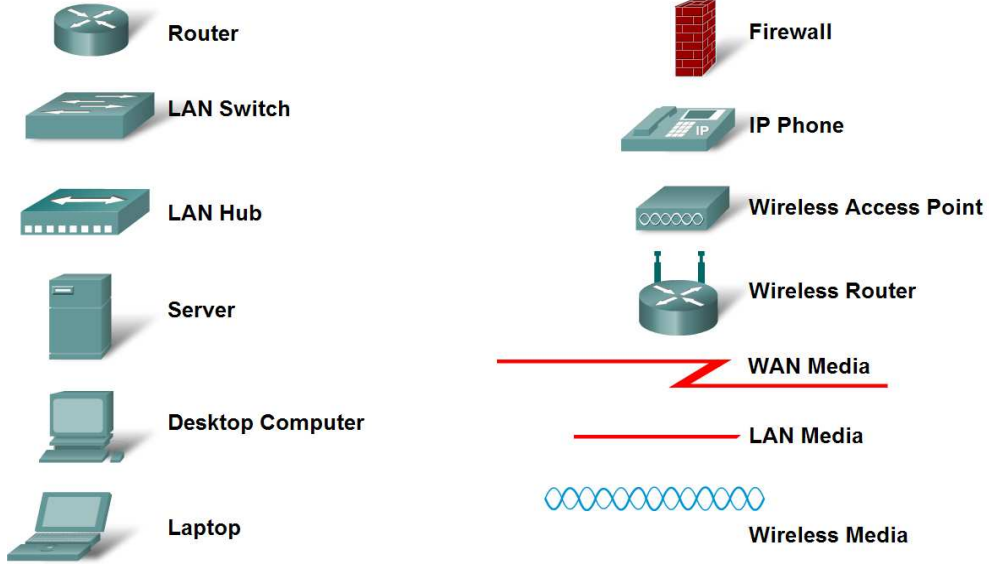 Router
LAN Switch
LAN Hub
Server
Desktop Computer
Laptop
Firewall
IP Phone
IP
Wireless Access Point
Wireless Router
WAN Media
LAN Media
Wireless Media